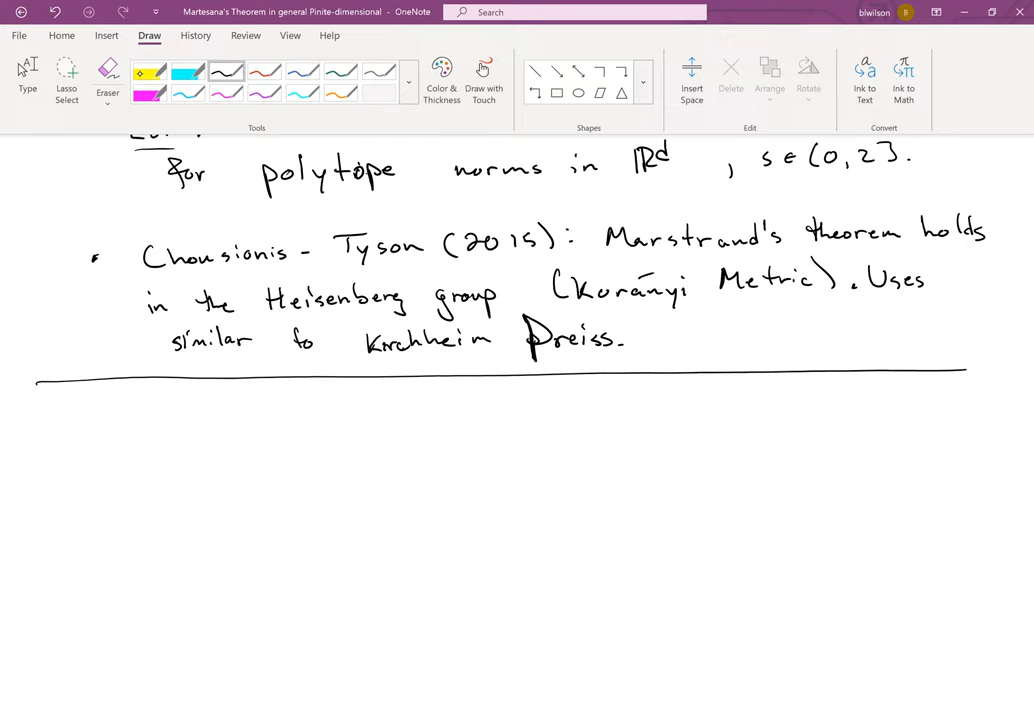 Martesana's Theorem in general Pinite-dimensional - OneNote
Search
blwilson B
File Home Insert Draw History Review View Help
Type
Lasso Select
Eraser
Color & Thickness
Draw with Touch
Insert Space
Delete
Arrange
Rotate
Ink to Text
Ink to Math
Tools Shapes Edit Convert
for polytope norms in ℝᵈ , s ∈ (0, 2].
• Chousionis - Tyson (2015): Marstrand's theorem holds
in the Heisenberg group (Korányi Metric). Uses
similar to Kirchheim Preiss.